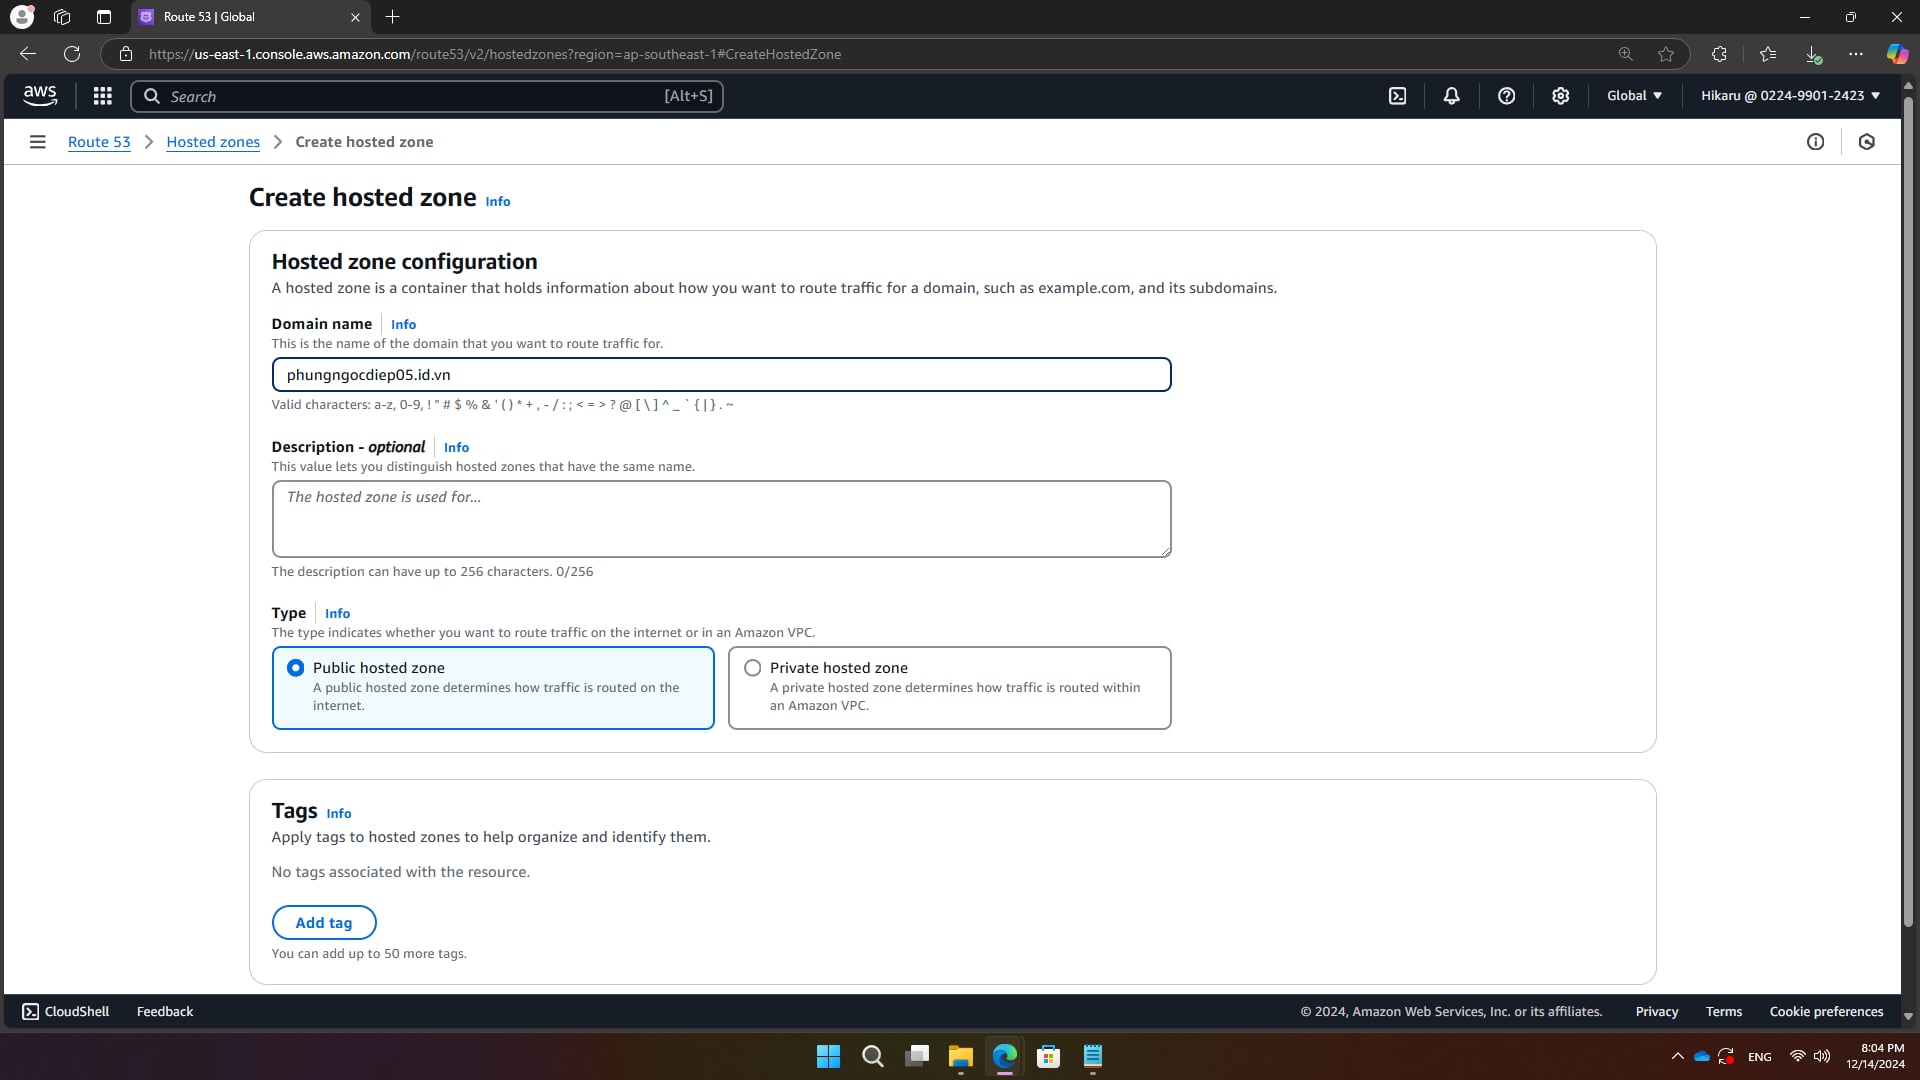 Route 53 | Global
https://us-east-1.console.aws.amazon.com/route53/v2/hostedzones?region=ap-southeast-1#CreateHostedZone
aws
Search
[Alt+S]
Global
Hikaru @ 0224-9901-2423
Route 53
Hosted zones
Create hosted zone
Create hosted zone Info
Hosted zone configuration
A hosted zone is a container that holds information about how you want to route traffic for a domain, such as example.com, and its subdomains.
Domain name Info
This is the name of the domain that you want to route traffic for.
phungngocdiep05.id.vn
Valid characters: a-z, 0-9, ! " # $ % & ' ( ) * + , - / : ; < = > ? @ [ \ ] ^ _ ` { | } . ~
Description - optional Info
This value lets you distinguish hosted zones that have the same name.
The hosted zone is used for...
The description can have up to 256 characters. 0/256
Type Info
The type indicates whether you want to route traffic on the internet or in an Amazon VPC.
Public hosted zone
A public hosted zone determines how traffic is routed on the
internet.
Private hosted zone
A private hosted zone determines how traffic is routed within
an Amazon VPC.
Tags Info
Apply tags to hosted zones to help organize and identify them.
No tags associated with the resource.
Add tag
You can add up to 50 more tags.
CloudShell
Feedback
© 2024, Amazon Web Services, Inc. or its affiliates.
Privacy
Terms
Cookie preferences
ENG
8:04 PM
12/14/2024